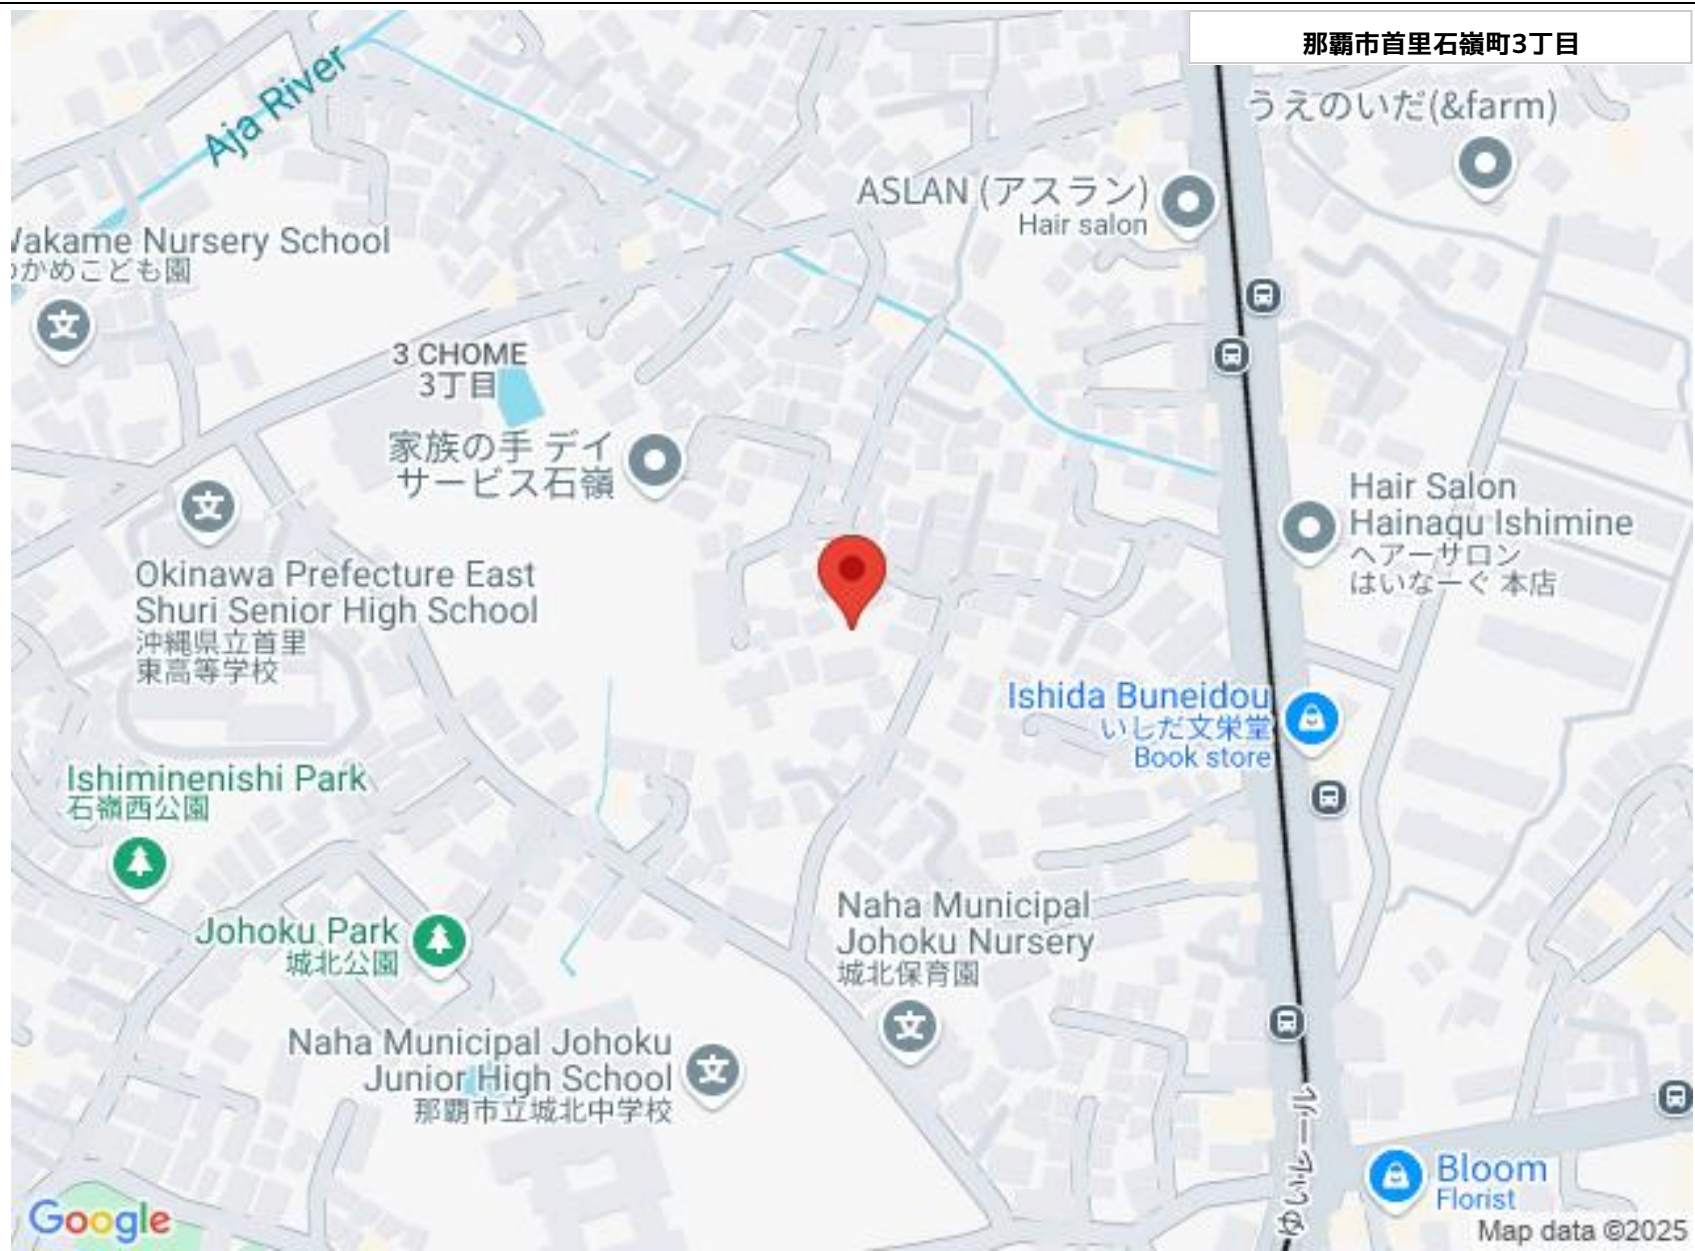 那覇市首里石嶺町3丁目
うえのいだ(&farm)
Aja River
ASLAN (アスラン)
Hair salon
Wakame Nursery School
わかめこども園
3 CHOME
3丁目
家族の手 デイ
サービス石嶺
Hair Salon
Hainaqu Ishimine
ヘアーサロン
はいなーぐ 本店
Okinawa Prefecture East
Shuri Senior High School
沖縄県立首里
東高等学校
Ishida Buneidou
いしだ文栄堂
Book store
Ishiminenishi Park
石嶺西公園
Johoku Park
城北公園
Naha Municipal
Johoku Nursery
城北保育園
Naha Municipal Johoku
Junior High School
那覇市立城北中学校
ゆいレール
Bloom
Florist
Google
Map data ©2025